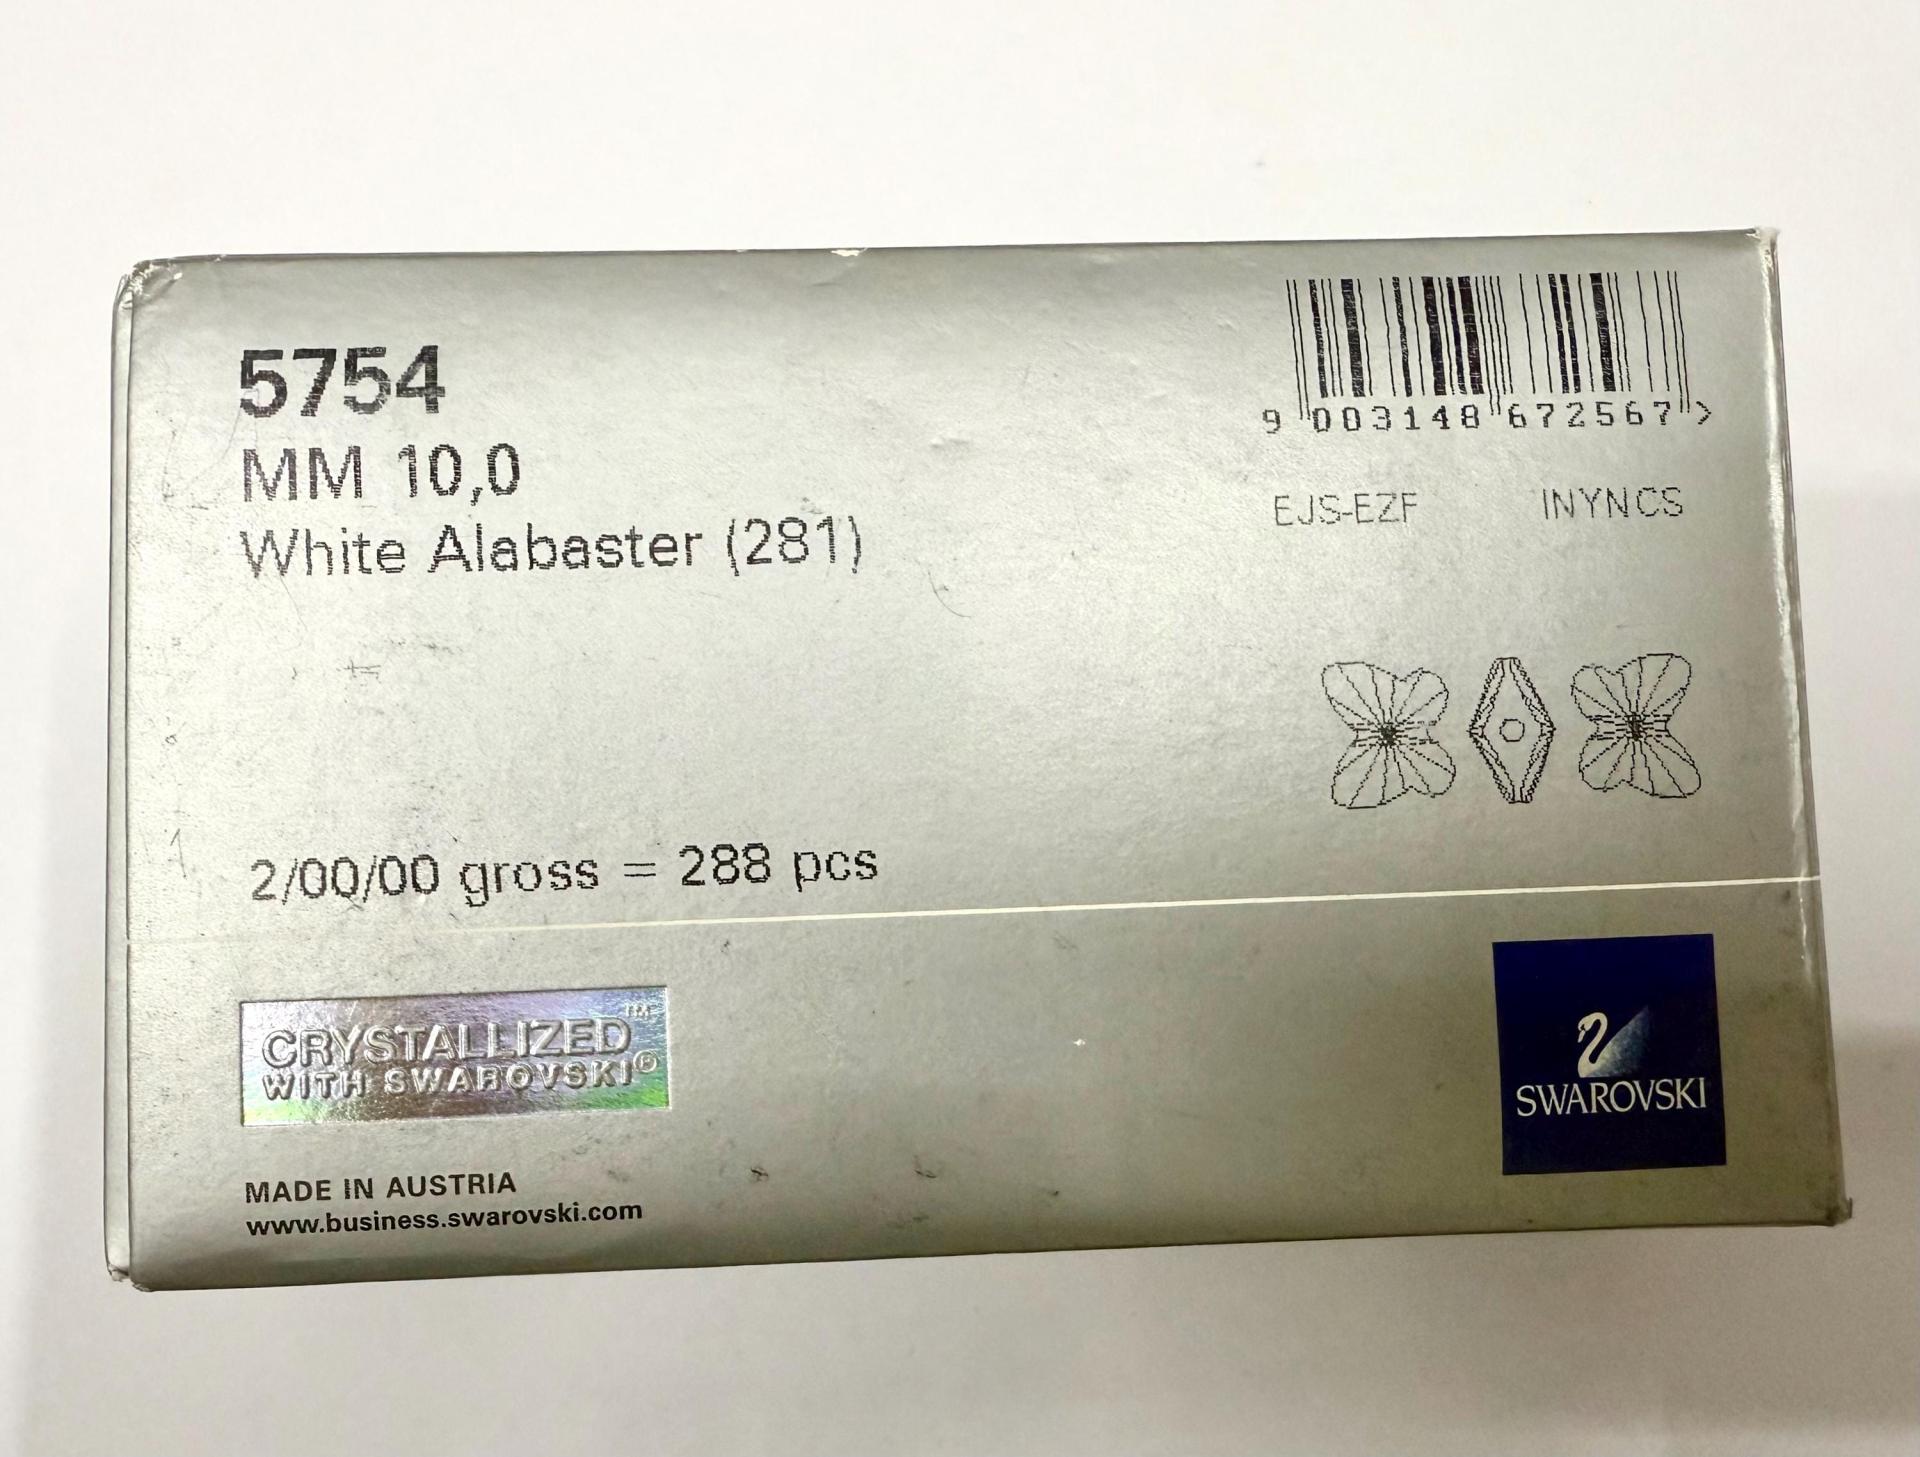 5754
MM 10,0
White Alabaster (281)
9 003148 672567 >
EJS-EZF INYNCS
2/00/00 gross = 288 pcs
CRYSTALLIZED™
WITH SWAROVSKI®
MADE IN AUSTRIA
www.business.swarovski.com
SWAROVSKI